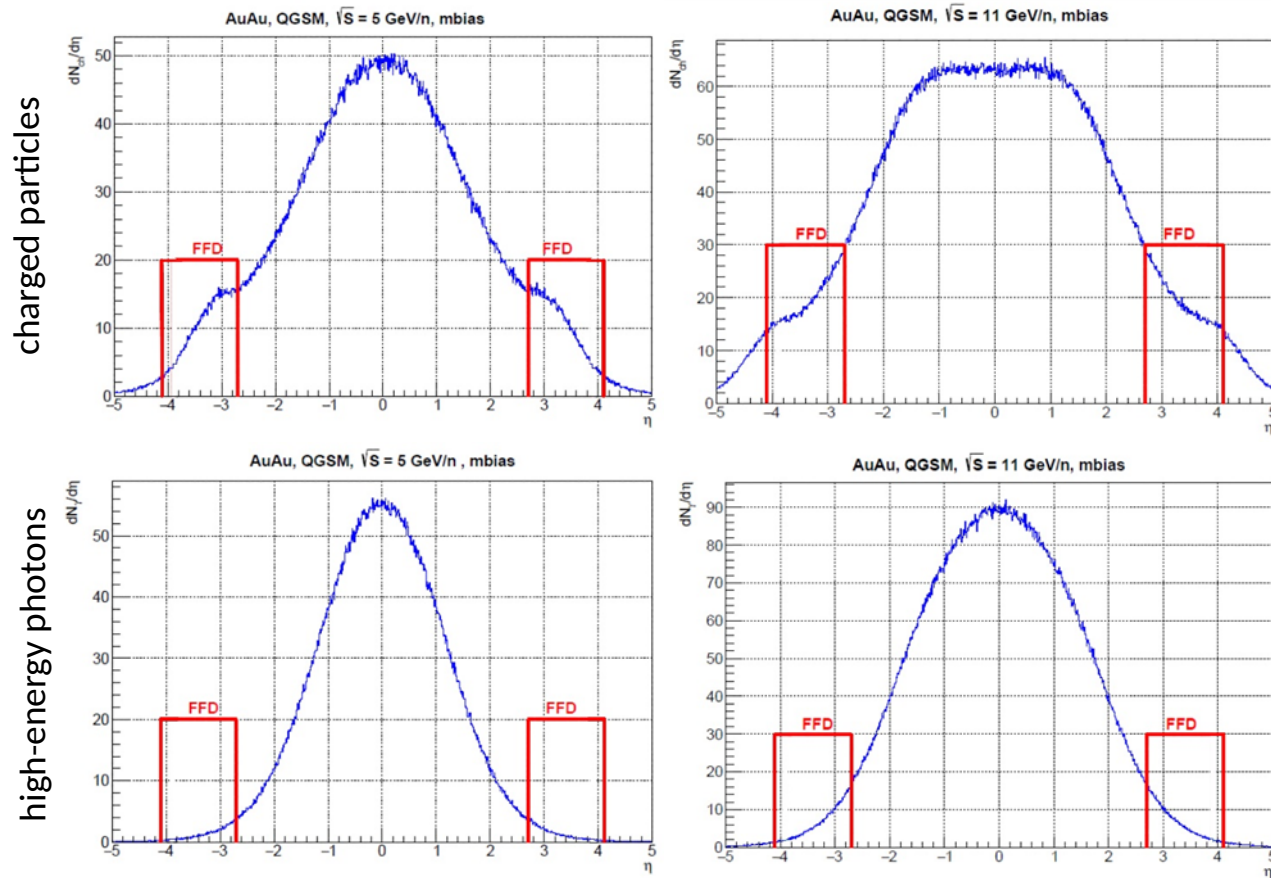 charged particles
AuAu, QGSM, √S = 5 GeV/n, mbias
dN_ch/dη
50
40
30
20
10
0
FFD
FFD
−5 −4 −3 −2 −1 0 1 2 3 4 5
η
AuAu, QGSM, √S = 11 GeV/n, mbias
dN_ch/dη
60
50
40
30
20
10
0
FFD
FFD
−5 −4 −3 −2 −1 0 1 2 3 4 5
η
high-energy photons
AuAu, QGSM, √S = 5 GeV/n , mbias
dN_γ/dη
50
40
30
20
10
0
FFD
FFD
−5 −4 −3 −2 −1 0 1 2 3 4 5
η
AuAu, QGSM, √S = 11 GeV/n, mbias
dN_γ/dη
90
80
70
60
50
40
30
20
10
0
FFD
FFD
−5 −4 −3 −2 −1 0 1 2 3 4 5
η